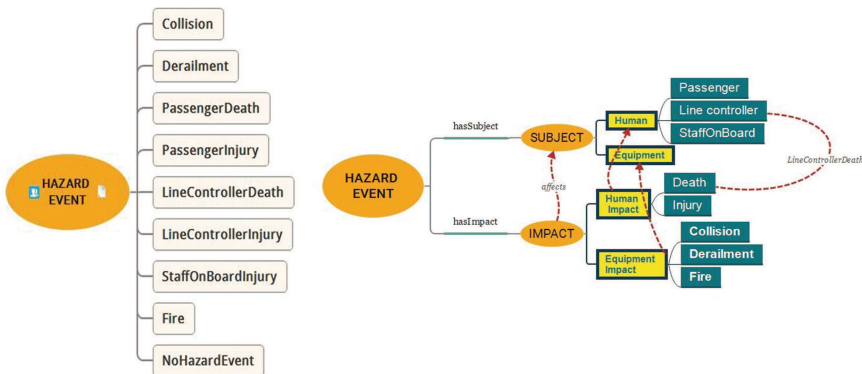 HAZARD
EVENT
Collision
Derailment
PassengerDeath
PassengerInjury
LineControllerDeath
LineControllerInjury
StaffOnBoardInjury
Fire
NoHazardEvent
HAZARD
EVENT
hasSubject
hasImpact
SUBJECT
affects
IMPACT
Human
Equipment
Passenger
Line controller
StaffOnBoard
LineControllerDeath
Human
Impact
Death
Injury
Equipment
Impact
Collision
Derailment
Fire